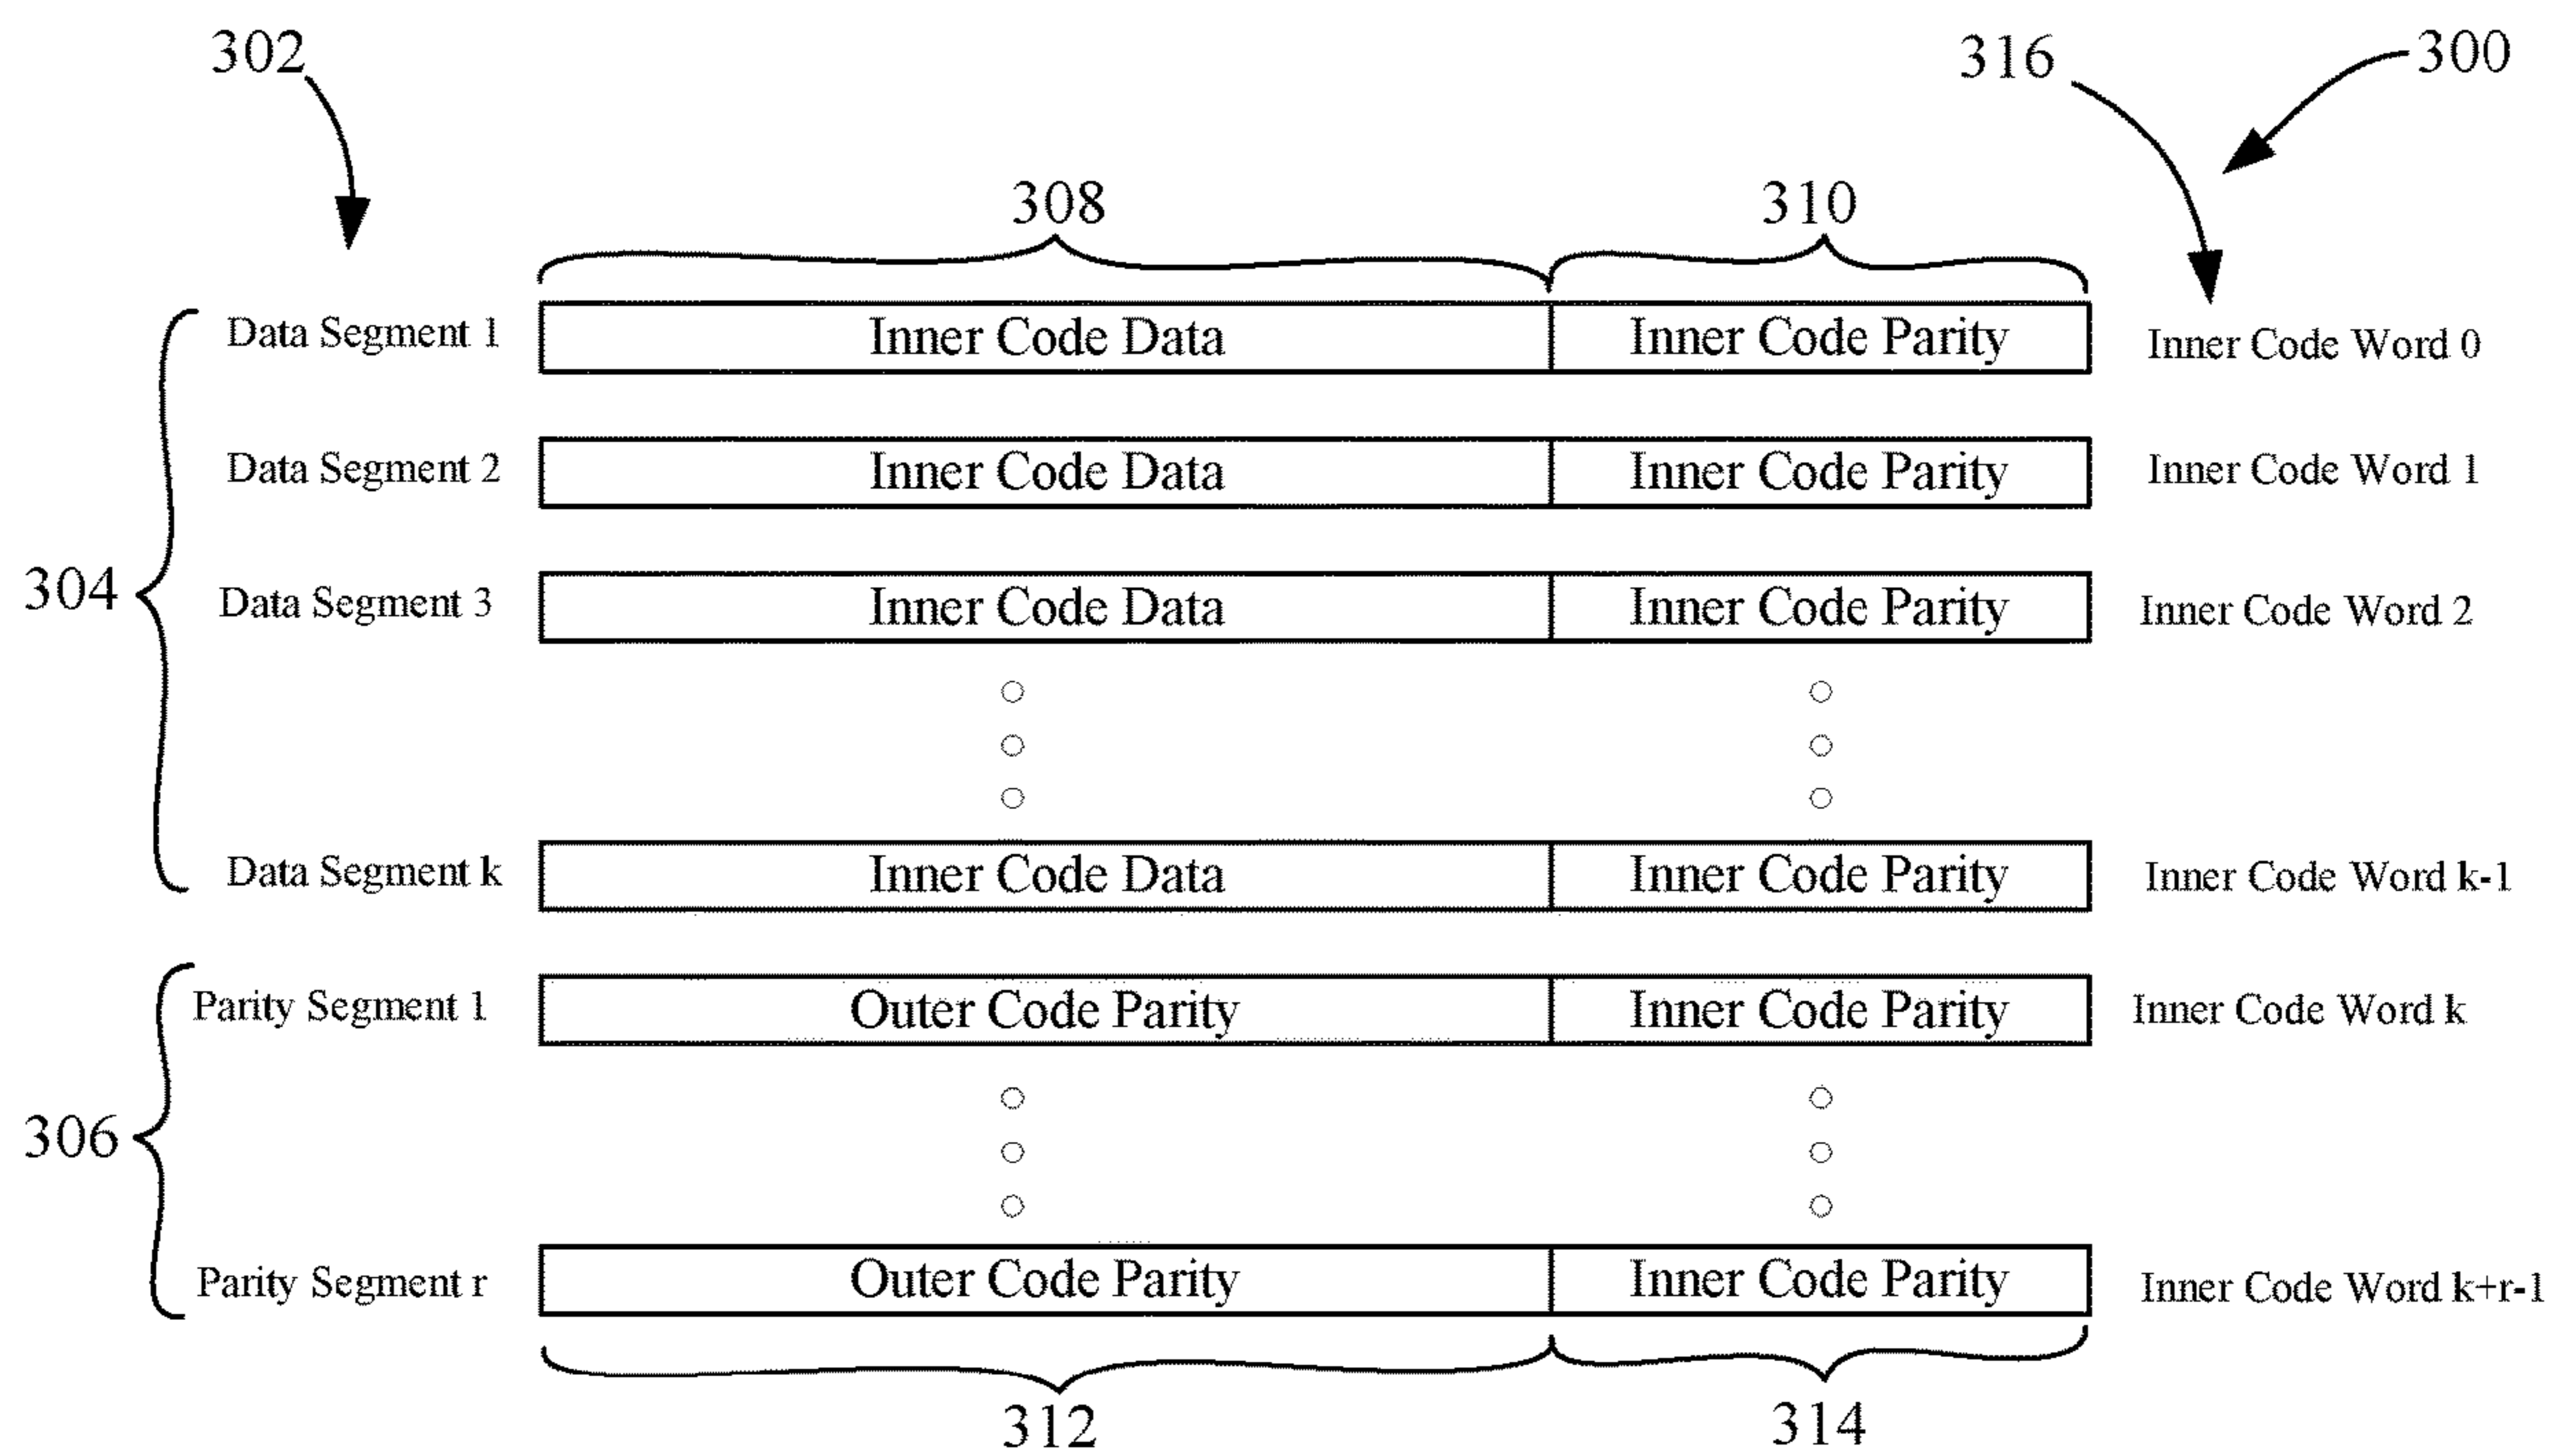 302
316
300
308
310
Data Segment 1 Inner Code Data Inner Code Parity Inner Code Word 0
Data Segment 2 Inner Code Data Inner Code Parity Inner Code Word 1
304
Data Segment 3 Inner Code Data Inner Code Parity Inner Code Word 2
Data Segment k Inner Code Data Inner Code Parity Inner Code Word k-1
Parity Segment 1 Outer Code Parity Inner Code Parity Inner Code Word k
306
Parity Segment r Outer Code Parity Inner Code Parity Inner Code Word k+r-1
312
314